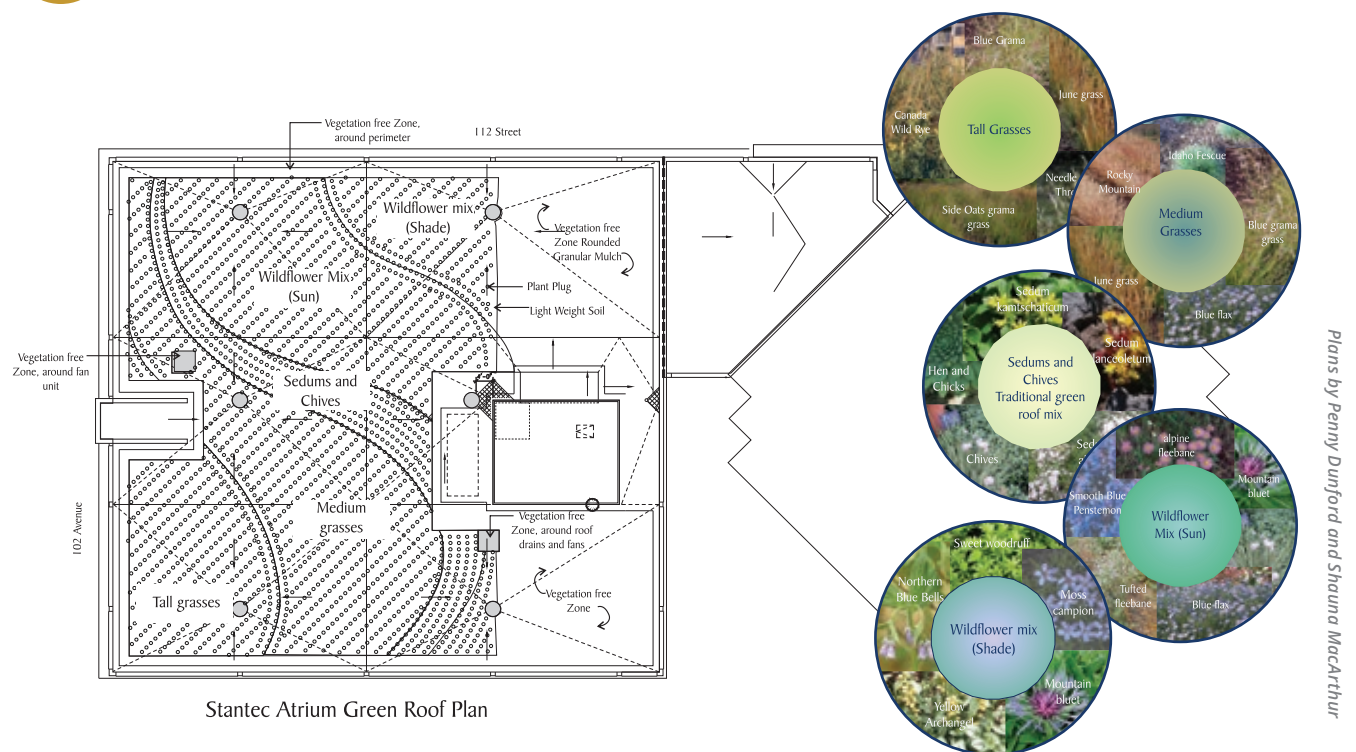 Vegetation free Zone,
around perimeter
112 Street
Wildflower mix
(Shade)
Vegetation free
Zone Rounded
Granular Mulch
Wildflower Mix
(Sun)
Plant Plug
Light Weight Soil
Vegetation free
Zone, around fan
unit
Sedums and
Chives
Medium
grasses
Vegetation free
Zone, around roof
drains and fans
102 Avenue
Tall grasses
Vegetation free
Zone
Stantec Atrium Green Roof Plan
Blue Grama
June grass
Canada
Wild Rye
Tall Grasses
Needle
Side Oats grama
grass
Idaho Fescue
Rocky
Mountain
Medium
Grasses
Blue grama
grass
June grass
Blue flax
Sedum
kamtschaticum
Sedum
lanceoletum
Hen and
Chicks
Sedums and
Chives
Traditional green
roof mix
Chives
alpine
fleebane
Mountain
bluet
Smooth Blue
Penstemon
Wildflower
Mix (Sun)
Tufted
fleebane
Blue flax
Sweet woodruff
Northern
Blue Bells
Moss
campion
Wildflower mix
(Shade)
Mountain
bluet
Yellow
Archangel
Plans by Penny Dunford and Shauna MacArthur